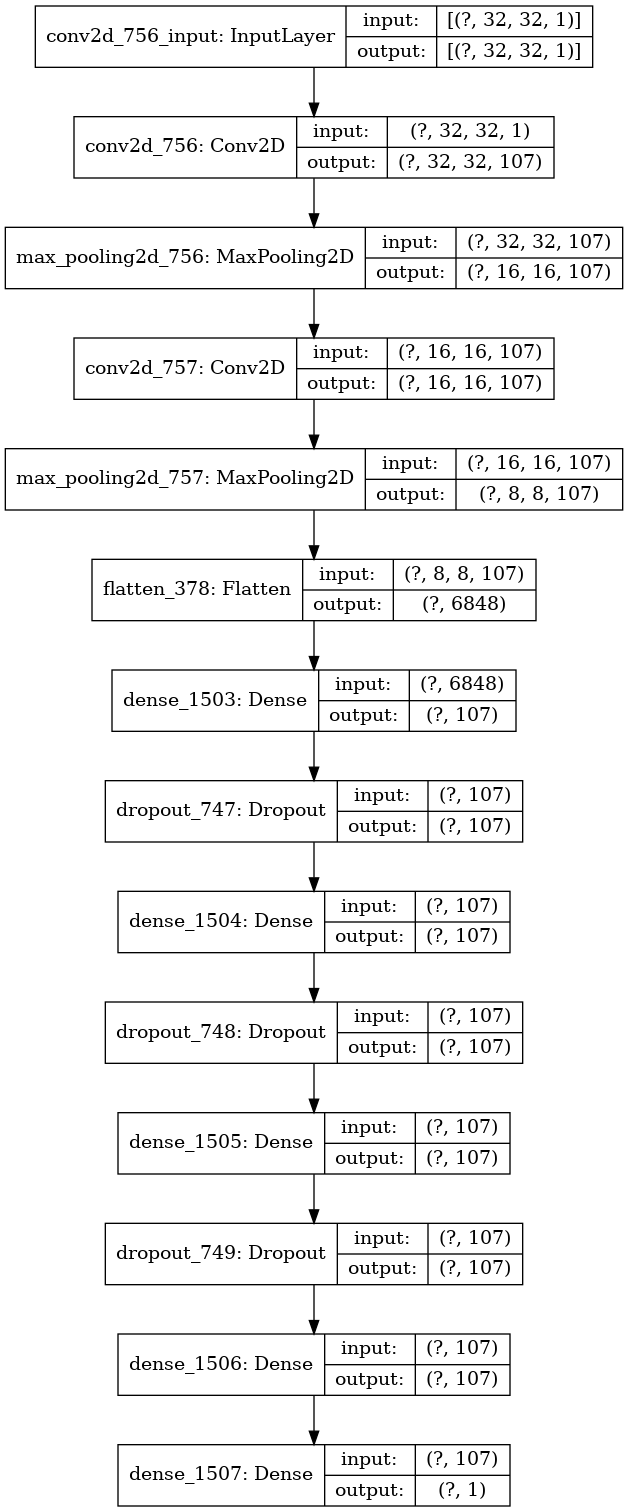 conv2d_756_input: InputLayer
input: [(?, 32, 32, 1)]
output: [(?, 32, 32, 1)]
conv2d_756: Conv2D
input: (?, 32, 32, 1)
output: (?, 32, 32, 107)
max_pooling2d_756: MaxPooling2D
input: (?, 32, 32, 107)
output: (?, 16, 16, 107)
conv2d_757: Conv2D
input: (?, 16, 16, 107)
output: (?, 16, 16, 107)
max_pooling2d_757: MaxPooling2D
input: (?, 16, 16, 107)
output: (?, 8, 8, 107)
flatten_378: Flatten
input: (?, 8, 8, 107)
output: (?, 6848)
dense_1503: Dense
input: (?, 6848)
output: (?, 107)
dropout_747: Dropout
input: (?, 107)
output: (?, 107)
dense_1504: Dense
input: (?, 107)
output: (?, 107)
dropout_748: Dropout
input: (?, 107)
output: (?, 107)
dense_1505: Dense
input: (?, 107)
output: (?, 107)
dropout_749: Dropout
input: (?, 107)
output: (?, 107)
dense_1506: Dense
input: (?, 107)
output: (?, 107)
dense_1507: Dense
input: (?, 107)
output: (?, 1)